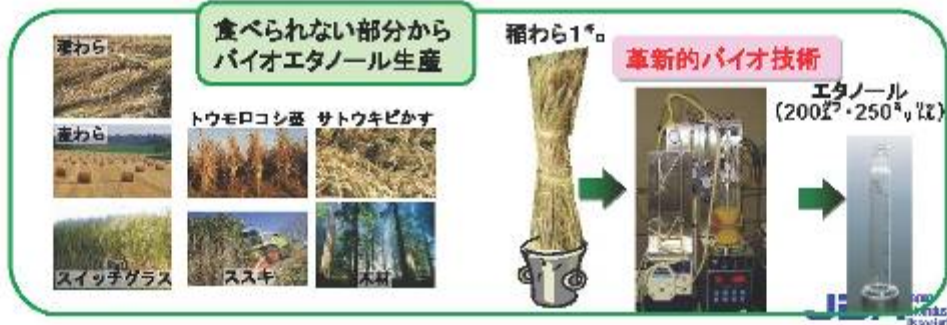 食べられない部分から
バイオエタノール生産
稲わら
麦わら
トウモロコシ茎
サトウキビかす
スイッチグラス
ススキ
木材
稲わら1㌔
革新的バイオ技術
エタノール